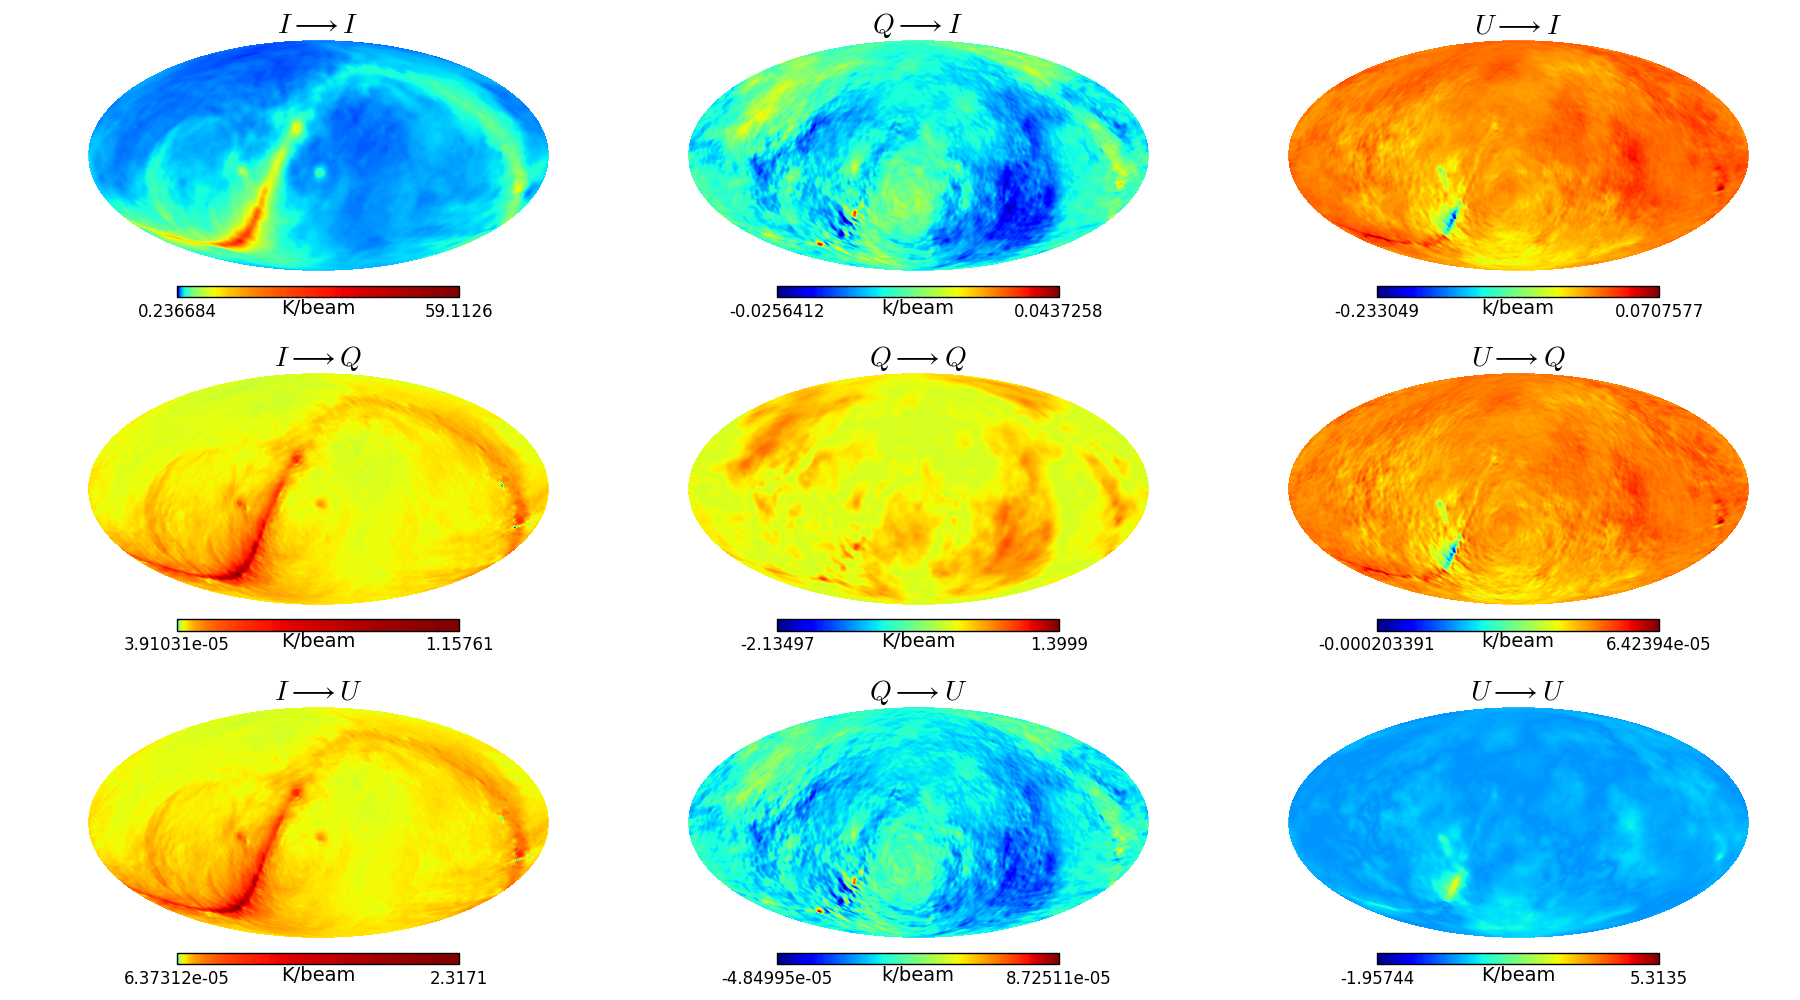 I ⟶ I
Q ⟶ I
U ⟶ I
0.236684 K/beam 59.1126
-0.0256412 k/beam 0.0437258
-0.233049 k/beam 0.0707577
I ⟶ Q
Q ⟶ Q
U ⟶ Q
3.91031e-05 K/beam 1.15761
-2.13497 K/beam 1.3999
-0.000203391 k/beam 6.42394e-05
I ⟶ U
Q ⟶ U
U ⟶ U
6.37312e-05 K/beam 2.3171
-4.84995e-05 k/beam 8.72511e-05
-1.95744 K/beam 5.3135